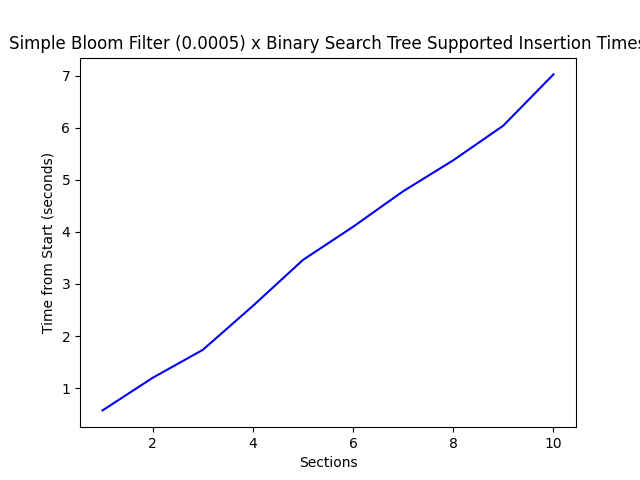 Simple Bloom Filter (0.0005) x Binary Search Tree Supported Insertion Times
7
6
5
4
3
2
1
Time from Start (seconds)
2 4 6 8 10
Sections